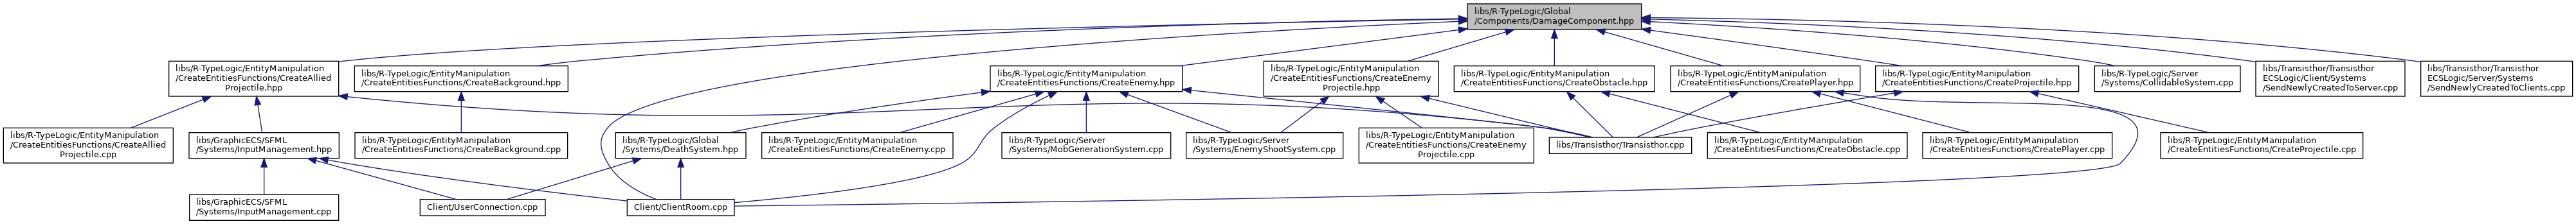 libs/R-TypeLogic/Global
/Components/DamageComponent.hpp
libs/R-TypeLogic/EntityManipulation
/CreateEntitiesFunctions/CreateAllied
Projectile.hpp
libs/R-TypeLogic/EntityManipulation
/CreateEntitiesFunctions/CreateBackground.hpp
libs/R-TypeLogic/EntityManipulation
/CreateEntitiesFunctions/CreateEnemy.hpp
libs/R-TypeLogic/EntityManipulation
/CreateEntitiesFunctions/CreateEnemy
Projectile.hpp
libs/R-TypeLogic/EntityManipulation
/CreateEntitiesFunctions/CreateObstacle.hpp
libs/R-TypeLogic/EntityManipulation
/CreateEntitiesFunctions/CreatePlayer.hpp
libs/R-TypeLogic/EntityManipulation
/CreateEntitiesFunctions/CreateProjectile.hpp
libs/R-TypeLogic/Server
/Systems/CollidableSystem.cpp
libs/Transisthor/Transisthor
ECSLogic/Client/Systems
/SendNewlyCreatedToServer.cpp
libs/Transisthor/Transisthor
ECSLogic/Server/Systems
/SendNewlyCreatedToClients.cpp
libs/R-TypeLogic/EntityManipulation
/CreateEntitiesFunctions/CreateAllied
Projectile.cpp
libs/GraphicECS/SFML
/Systems/InputManagement.hpp
libs/R-TypeLogic/EntityManipulation
/CreateEntitiesFunctions/CreateBackground.cpp
libs/R-TypeLogic/Global
/Systems/DeathSystem.hpp
libs/R-TypeLogic/EntityManipulation
/CreateEntitiesFunctions/CreateEnemy.cpp
libs/R-TypeLogic/Server
/Systems/MobGenerationSystem.cpp
libs/R-TypeLogic/Server
/Systems/EnemyShootSystem.cpp
libs/R-TypeLogic/EntityManipulation
/CreateEntitiesFunctions/CreateEnemy
Projectile.cpp
libs/Transisthor/Transisthor.cpp
libs/R-TypeLogic/EntityManipulation
/CreateEntitiesFunctions/CreateObstacle.cpp
libs/R-TypeLogic/EntityManipulation
/CreateEntitiesFunctions/CreatePlayer.cpp
libs/R-TypeLogic/EntityManipulation
/CreateEntitiesFunctions/CreateProjectile.cpp
libs/GraphicECS/SFML
/Systems/InputManagement.cpp
Client/UserConnection.cpp
Client/ClientRoom.cpp